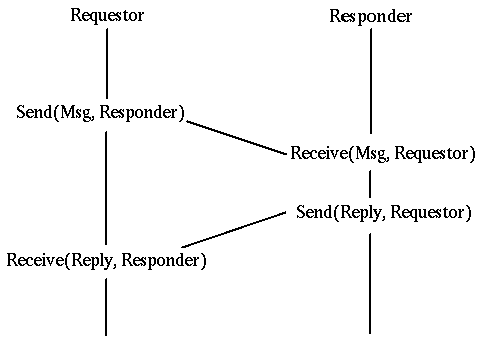 Requestor
Responder
Send(Msg, Responder)
Receive(Msg, Requestor)
Send(Reply, Requestor)
Receive(Reply, Responder)